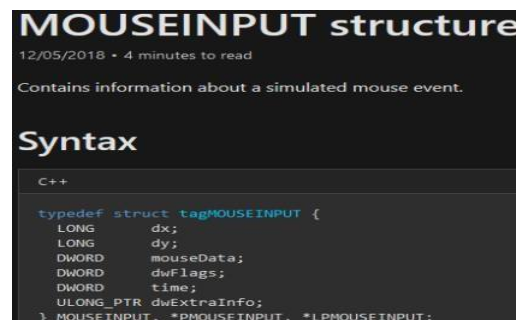 MOUSEINPUT structure
12/05/2018 • 4 minutes to read
Contains information about a simulated mouse event.
Syntax
C++
typedef struct tagMOUSEINPUT {
LONG dx;
LONG dy;
DWORD mouseData;
DWORD dwFlags;
DWORD time;
ULONG_PTR dwExtraInfo;
} MOUSEINPUT, *PMOUSEINPUT, *LPMOUSEINPUT;